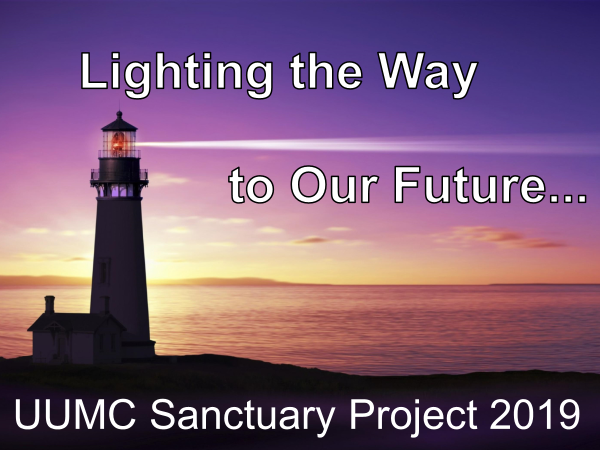 Lighting the Way
to Our Future...
UUMC Sanctuary Project 2019